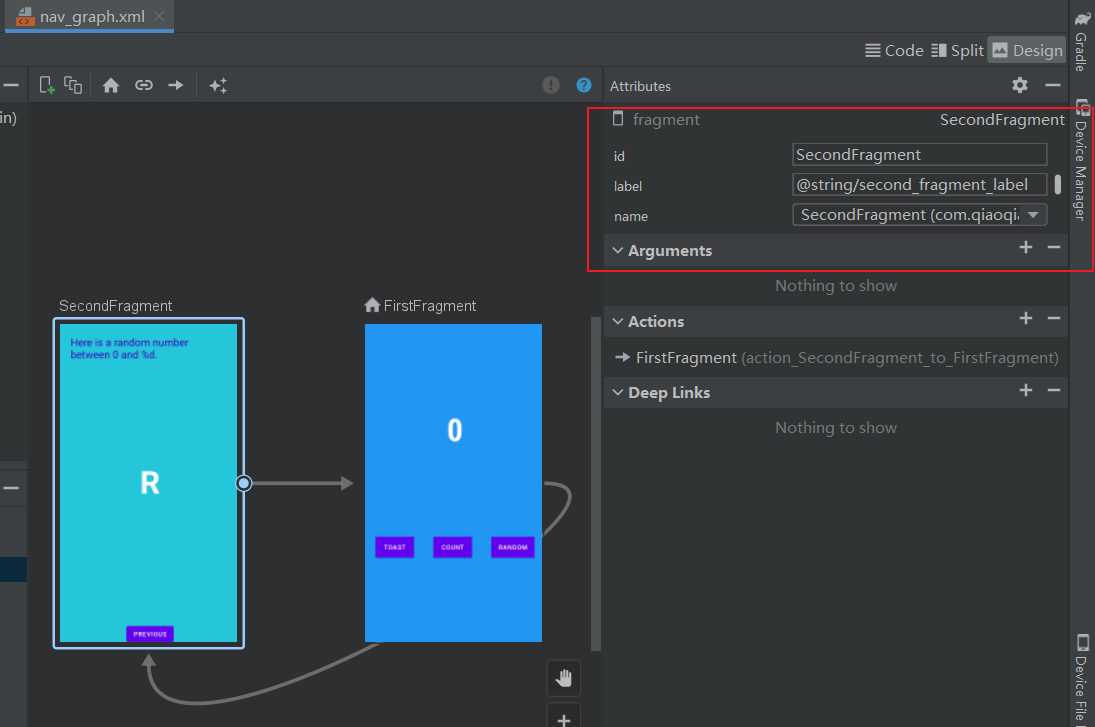 nav_graph.xml
Code Split Design
Attributes
in)
fragment SecondFragment
id SecondFragment
label @string/second_fragment_label
name SecondFragment (com.qiaoqi
Arguments
Nothing to show
Actions
FirstFragment (action_SecondFragment_to_FirstFragment)
Deep Links
Nothing to show
SecondFragment
Here is a random number
between 0 and %d.
R
PREVIOUS
FirstFragment
0
TOAST COUNT RANDOM
Gradle
Device Manager
Device File